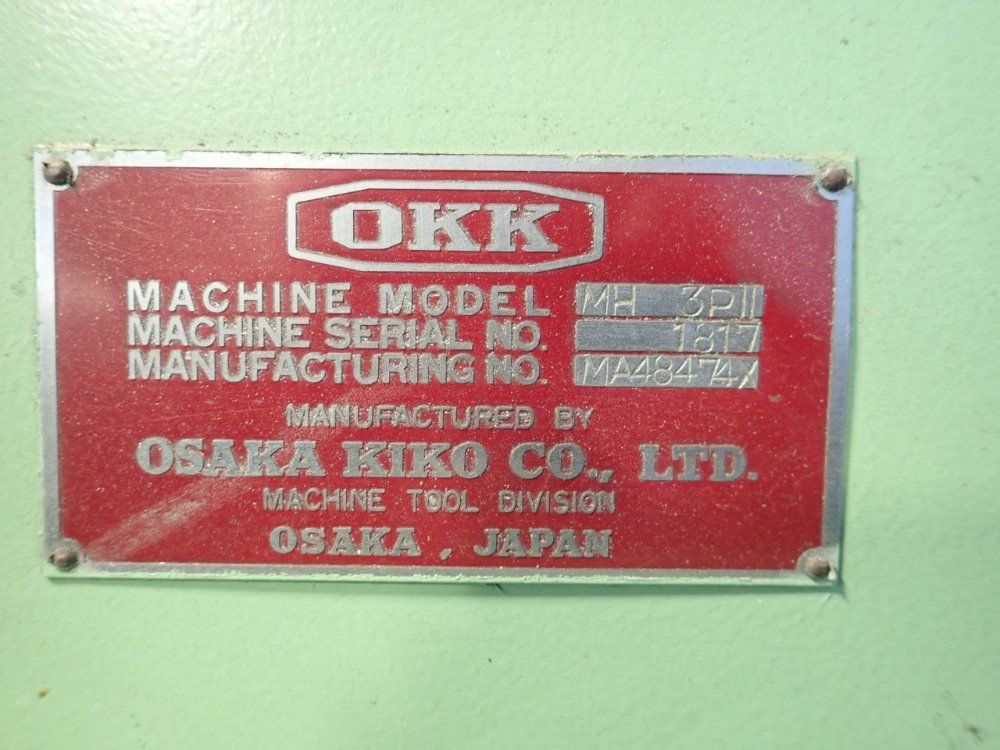 OKK
MACHINE MODEL MH 3PII
MACHINE SERIAL NO. 1817
MANUFACTURING NO. MA48474X
MANUFACTURED BY
OSAKA KIKO CO., LTD.
MACHINE TOOL DIVISION
OSAKA, JAPAN